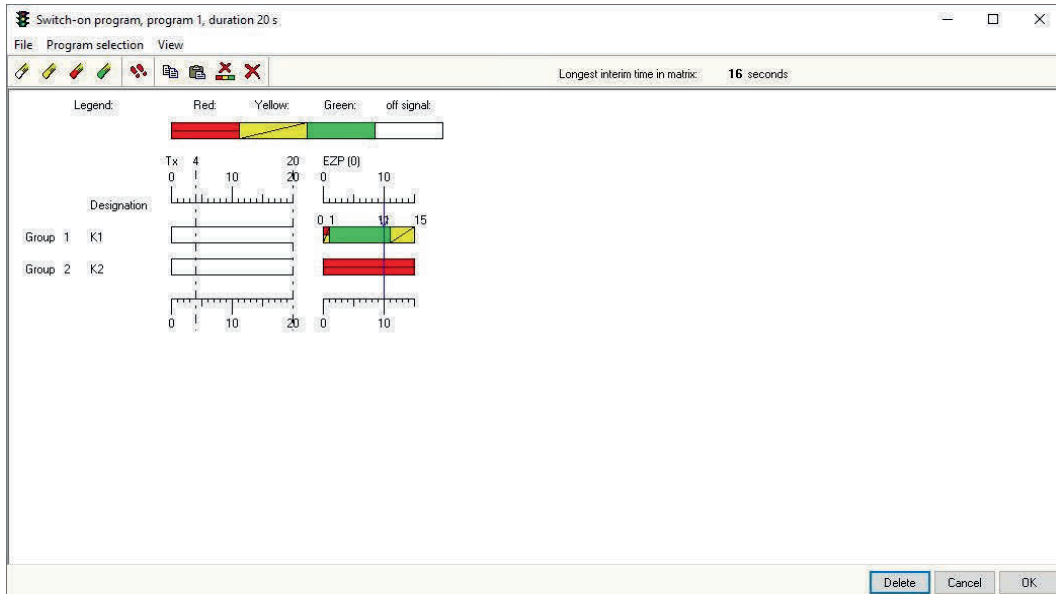 Switch-on program, program 1, duration 20 s
File Program selection View
Longest interim time in matrix: 16 seconds
Legend: Red: Yellow: Green: off signal:
Tx 4 20 EZP (0)
0 10 20 0 10
Designation
0 1 15
Group 1 K1
Group 2 K2
0 10 20 0 10
Delete Cancel OK